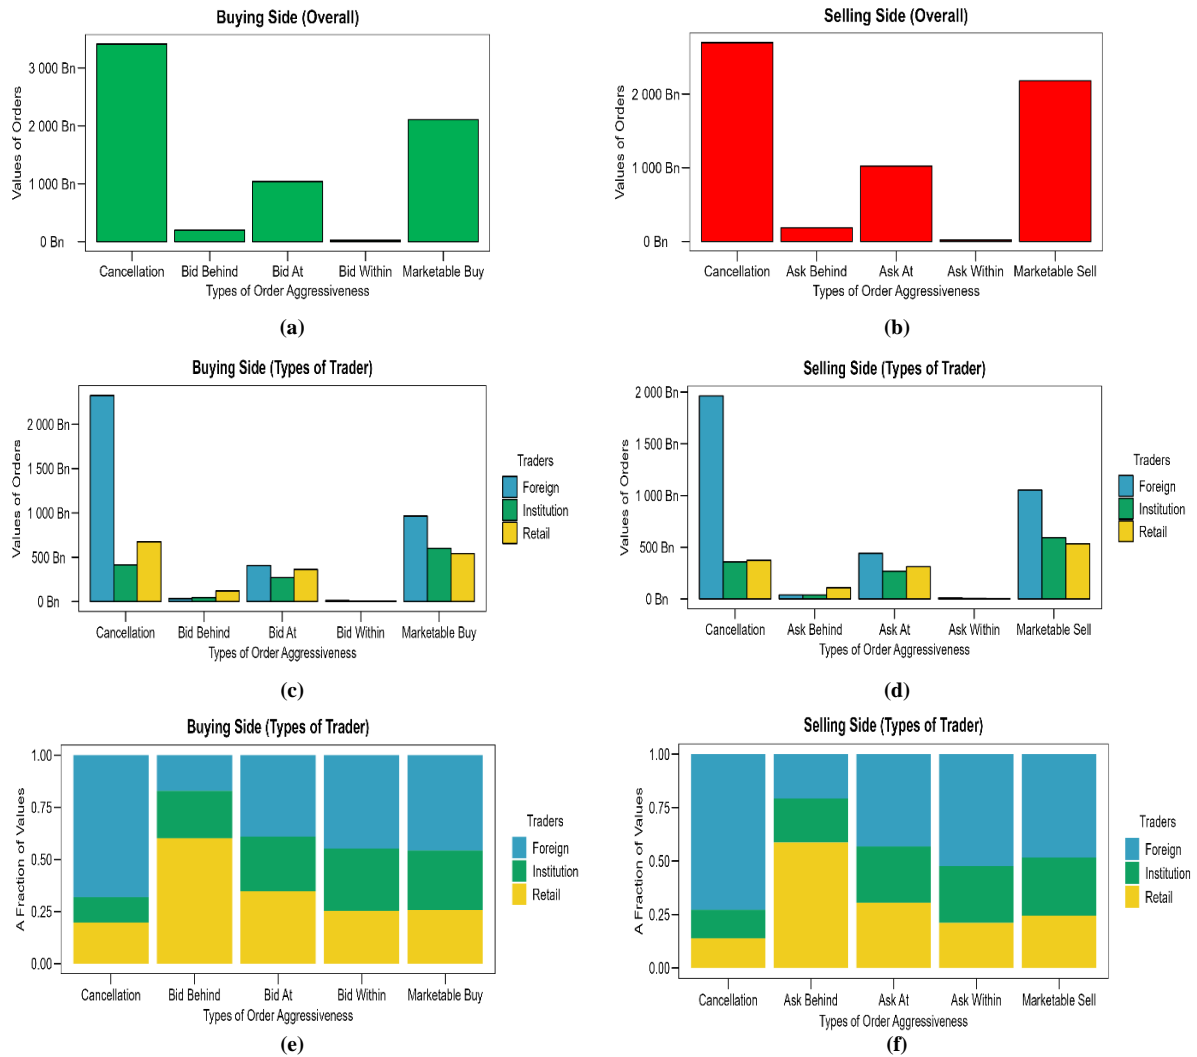 Buying Side (Overall)
Values of Orders
3 000 Bn
2 000 Bn
1 000 Bn
0 Bn
Cancellation Bid Behind Bid At Bid Within Marketable Buy
Types of Order Aggressiveness
(a)
Selling Side (Overall)
Values of Orders
2 000 Bn
1 000 Bn
0 Bn
Cancellation Ask Behind Ask At Ask Within Marketable Sell
Types of Order Aggressiveness
(b)
Buying Side (Types of Trader)
Values of Orders
2 000 Bn
1 500 Bn
1 000 Bn
500 Bn
0 Bn
Cancellation Bid Behind Bid At Bid Within Marketable Buy
Types of Order Aggressiveness
Traders
Foreign
Institution
Retail
(c)
Selling Side (Types of Trader)
Values of Orders
2 000 Bn
1 500 Bn
1 000 Bn
500 Bn
0 Bn
Cancellation Ask Behind Ask At Ask Within Marketable Sell
Types of Order Aggressiveness
Traders
Foreign
Institution
Retail
(d)
Buying Side (Types of Trader)
A Fraction of Values
1.00
0.75
0.50
0.25
0.00
Cancellation Bid Behind Bid At Bid Within Marketable Buy
Types of Order Aggressiveness
Traders
Foreign
Institution
Retail
(e)
Selling Side (Types of Trader)
A Fraction of Values
1.00
0.75
0.50
0.25
0.00
Cancellation Ask Behind Ask At Ask Within Marketable Sell
Types of Order Aggressiveness
Traders
Foreign
Institution
Retail
(f)